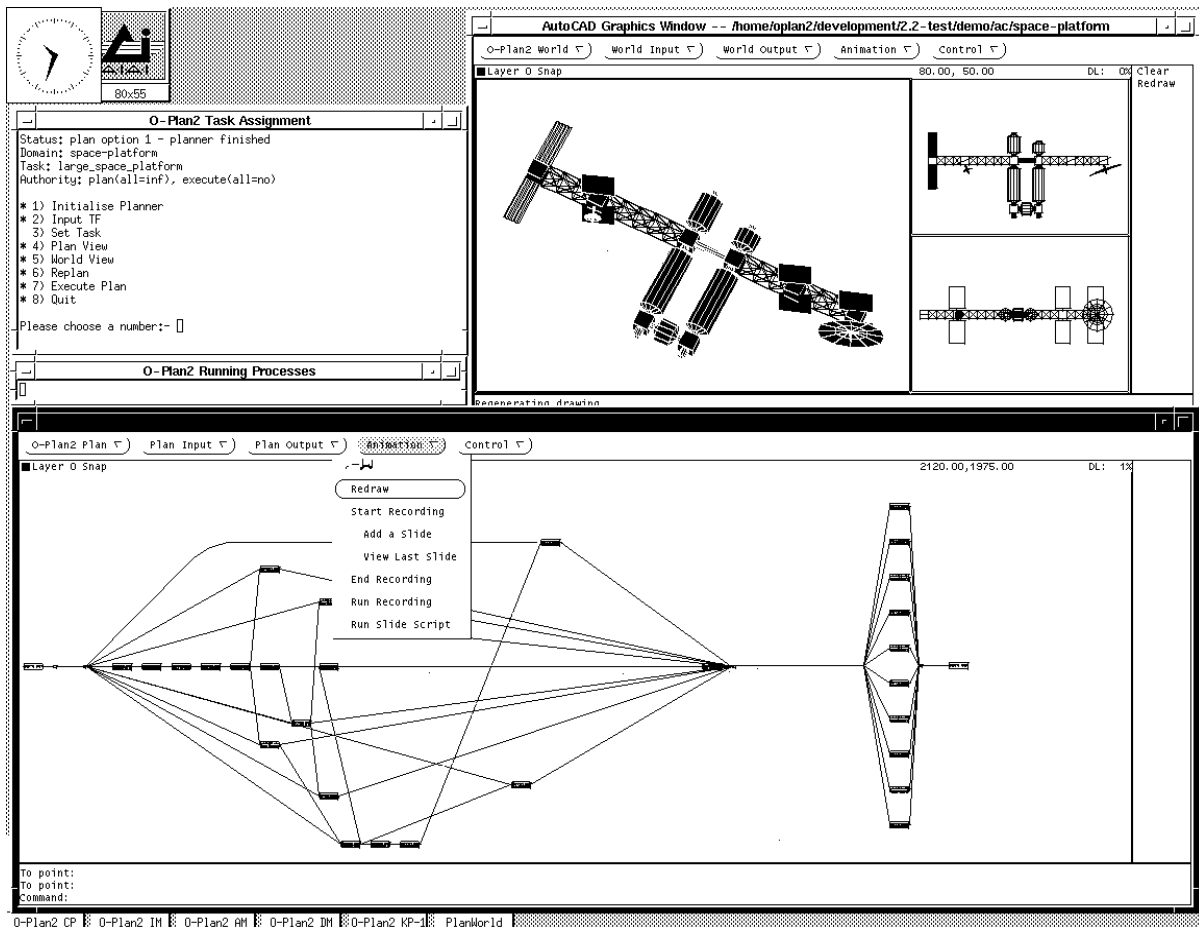 AIAI
80x55
O-Plan2 Task Assignment
Status: plan option 1 - planner finished
Domain: space-platform
Task: large_space_platform
Authority: plan(all=inf), execute(all=no)
* 1) Initialise Planner
* 2) Input TF
3) Set Task
* 4) Plan View
* 5) World View
* 6) Replan
* 7) Execute Plan
* 8) Quit
Please choose a number:-
O-Plan2 Running Processes
AutoCAD Graphics Window -- /home/oplan2/development/2.2-test/demo/ac/space-platform
O-Plan2 World World Input World Output Animation Control
Layer 0 Snap 80.00, 50.00 DL: 0% Clear
Redraw
Regenerating drawing
O-Plan2 Plan Plan Input Plan Output Animation Control
Layer 0 Snap 2120.00,1975.00 DL: 1%
Redraw
Start Recording
Add a Slide
View Last Slide
End Recording
Run Recording
Run Slide Script
To point:
To point:
Command:
O-Plan2 CP O-Plan2 IM O-Plan2 AM O-Plan2 DM O-Plan2 KP-1 PlanWorld